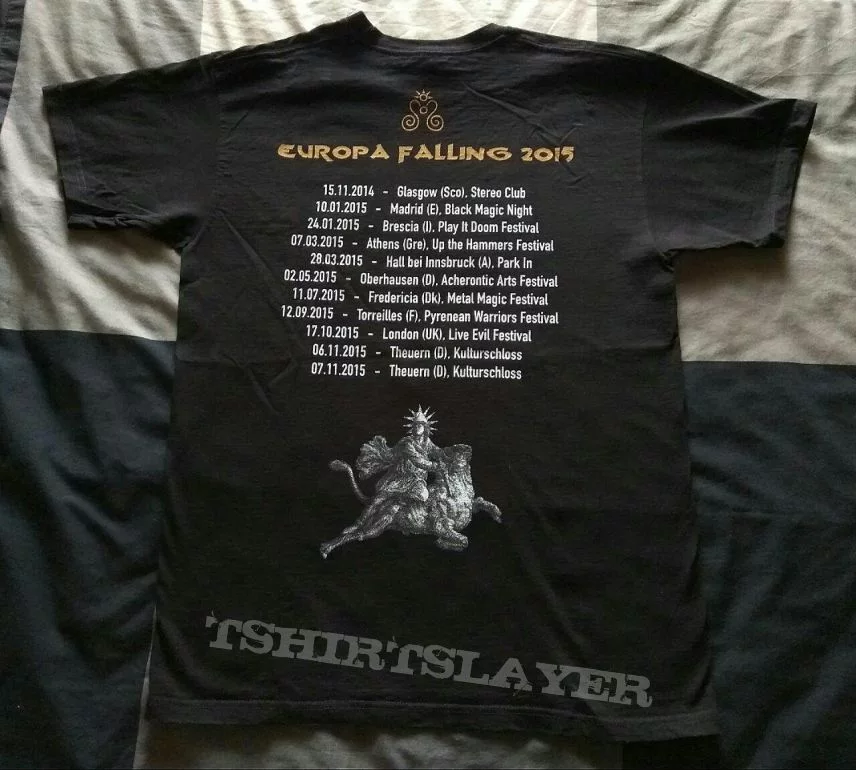 EUROPA FALLING 2015
15.11.2014 - Glasgow (Sco), Stereo Club
10.01.2015 - Madrid (E), Black Magic Night
24.01.2015 - Brescia (I), Play It Doom Festival
07.03.2015 - Athens (Gre), Up the Hammers Festival
28.03.2015 - Hall bei Innsbruck (A), Park In
02.05.2015 - Oberhausen (D), Acherontic Arts Festival
11.07.2015 - Fredericia (Dk), Metal Magic Festival
12.09.2015 - Torreilles (F), Pyrenean Warriors Festival
17.10.2015 - London (UK), Live Evil Festival
06.11.2015 - Theuern (D), Kulturschloss
07.11.2015 - Theuern (D), Kulturschloss
TSHIRTSLAYER